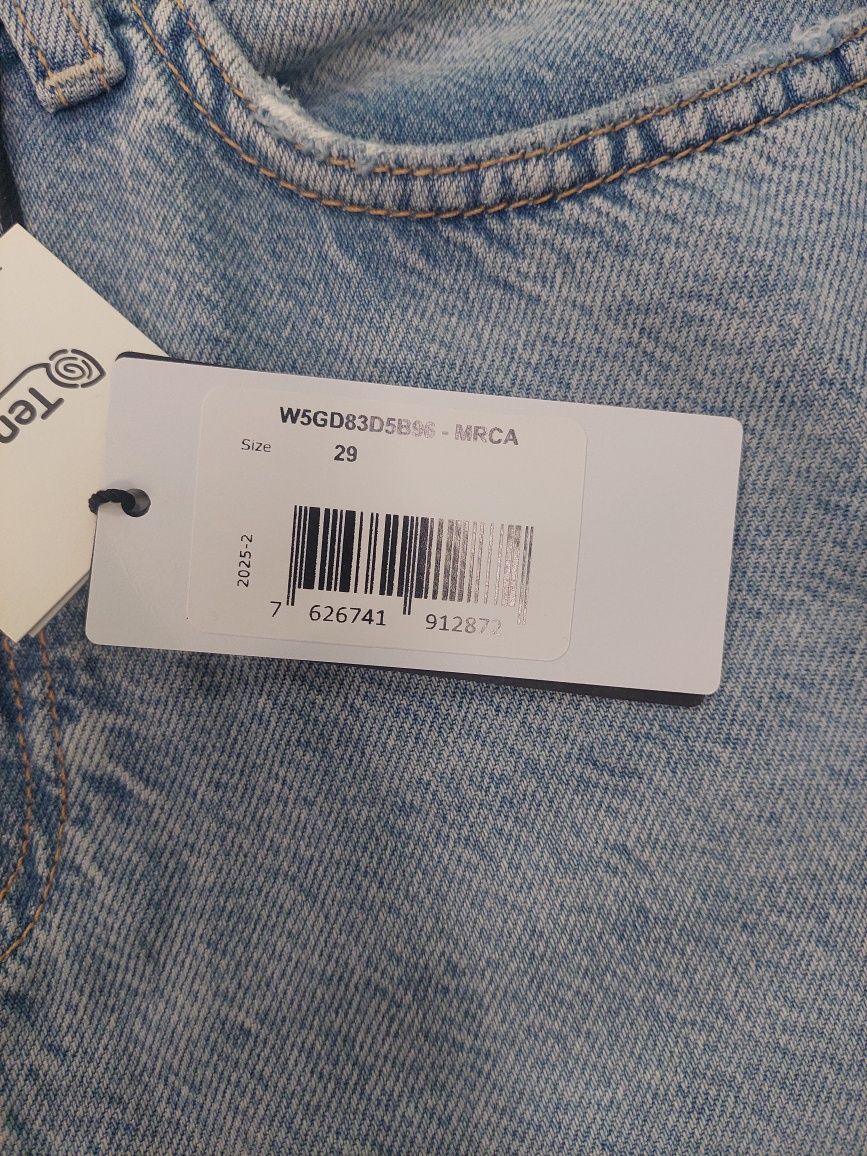 W5GD83D5B96 - MRCA
Size 29
2025-2
7 626741 912872
Ten